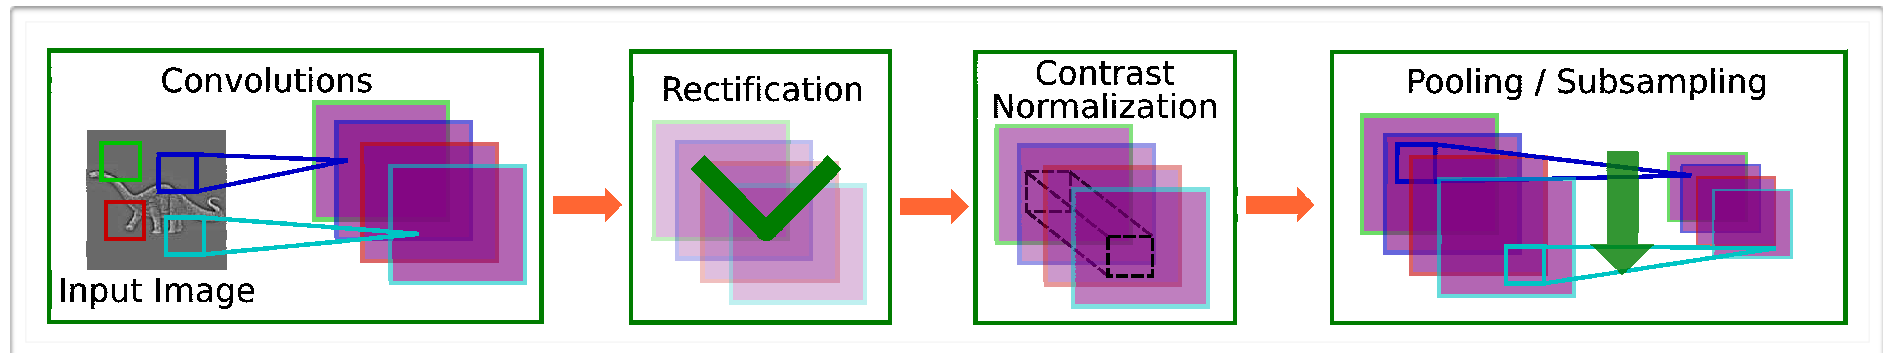 Convolutions
Input Image
Rectification
Contrast
Normalization
Pooling / Subsampling